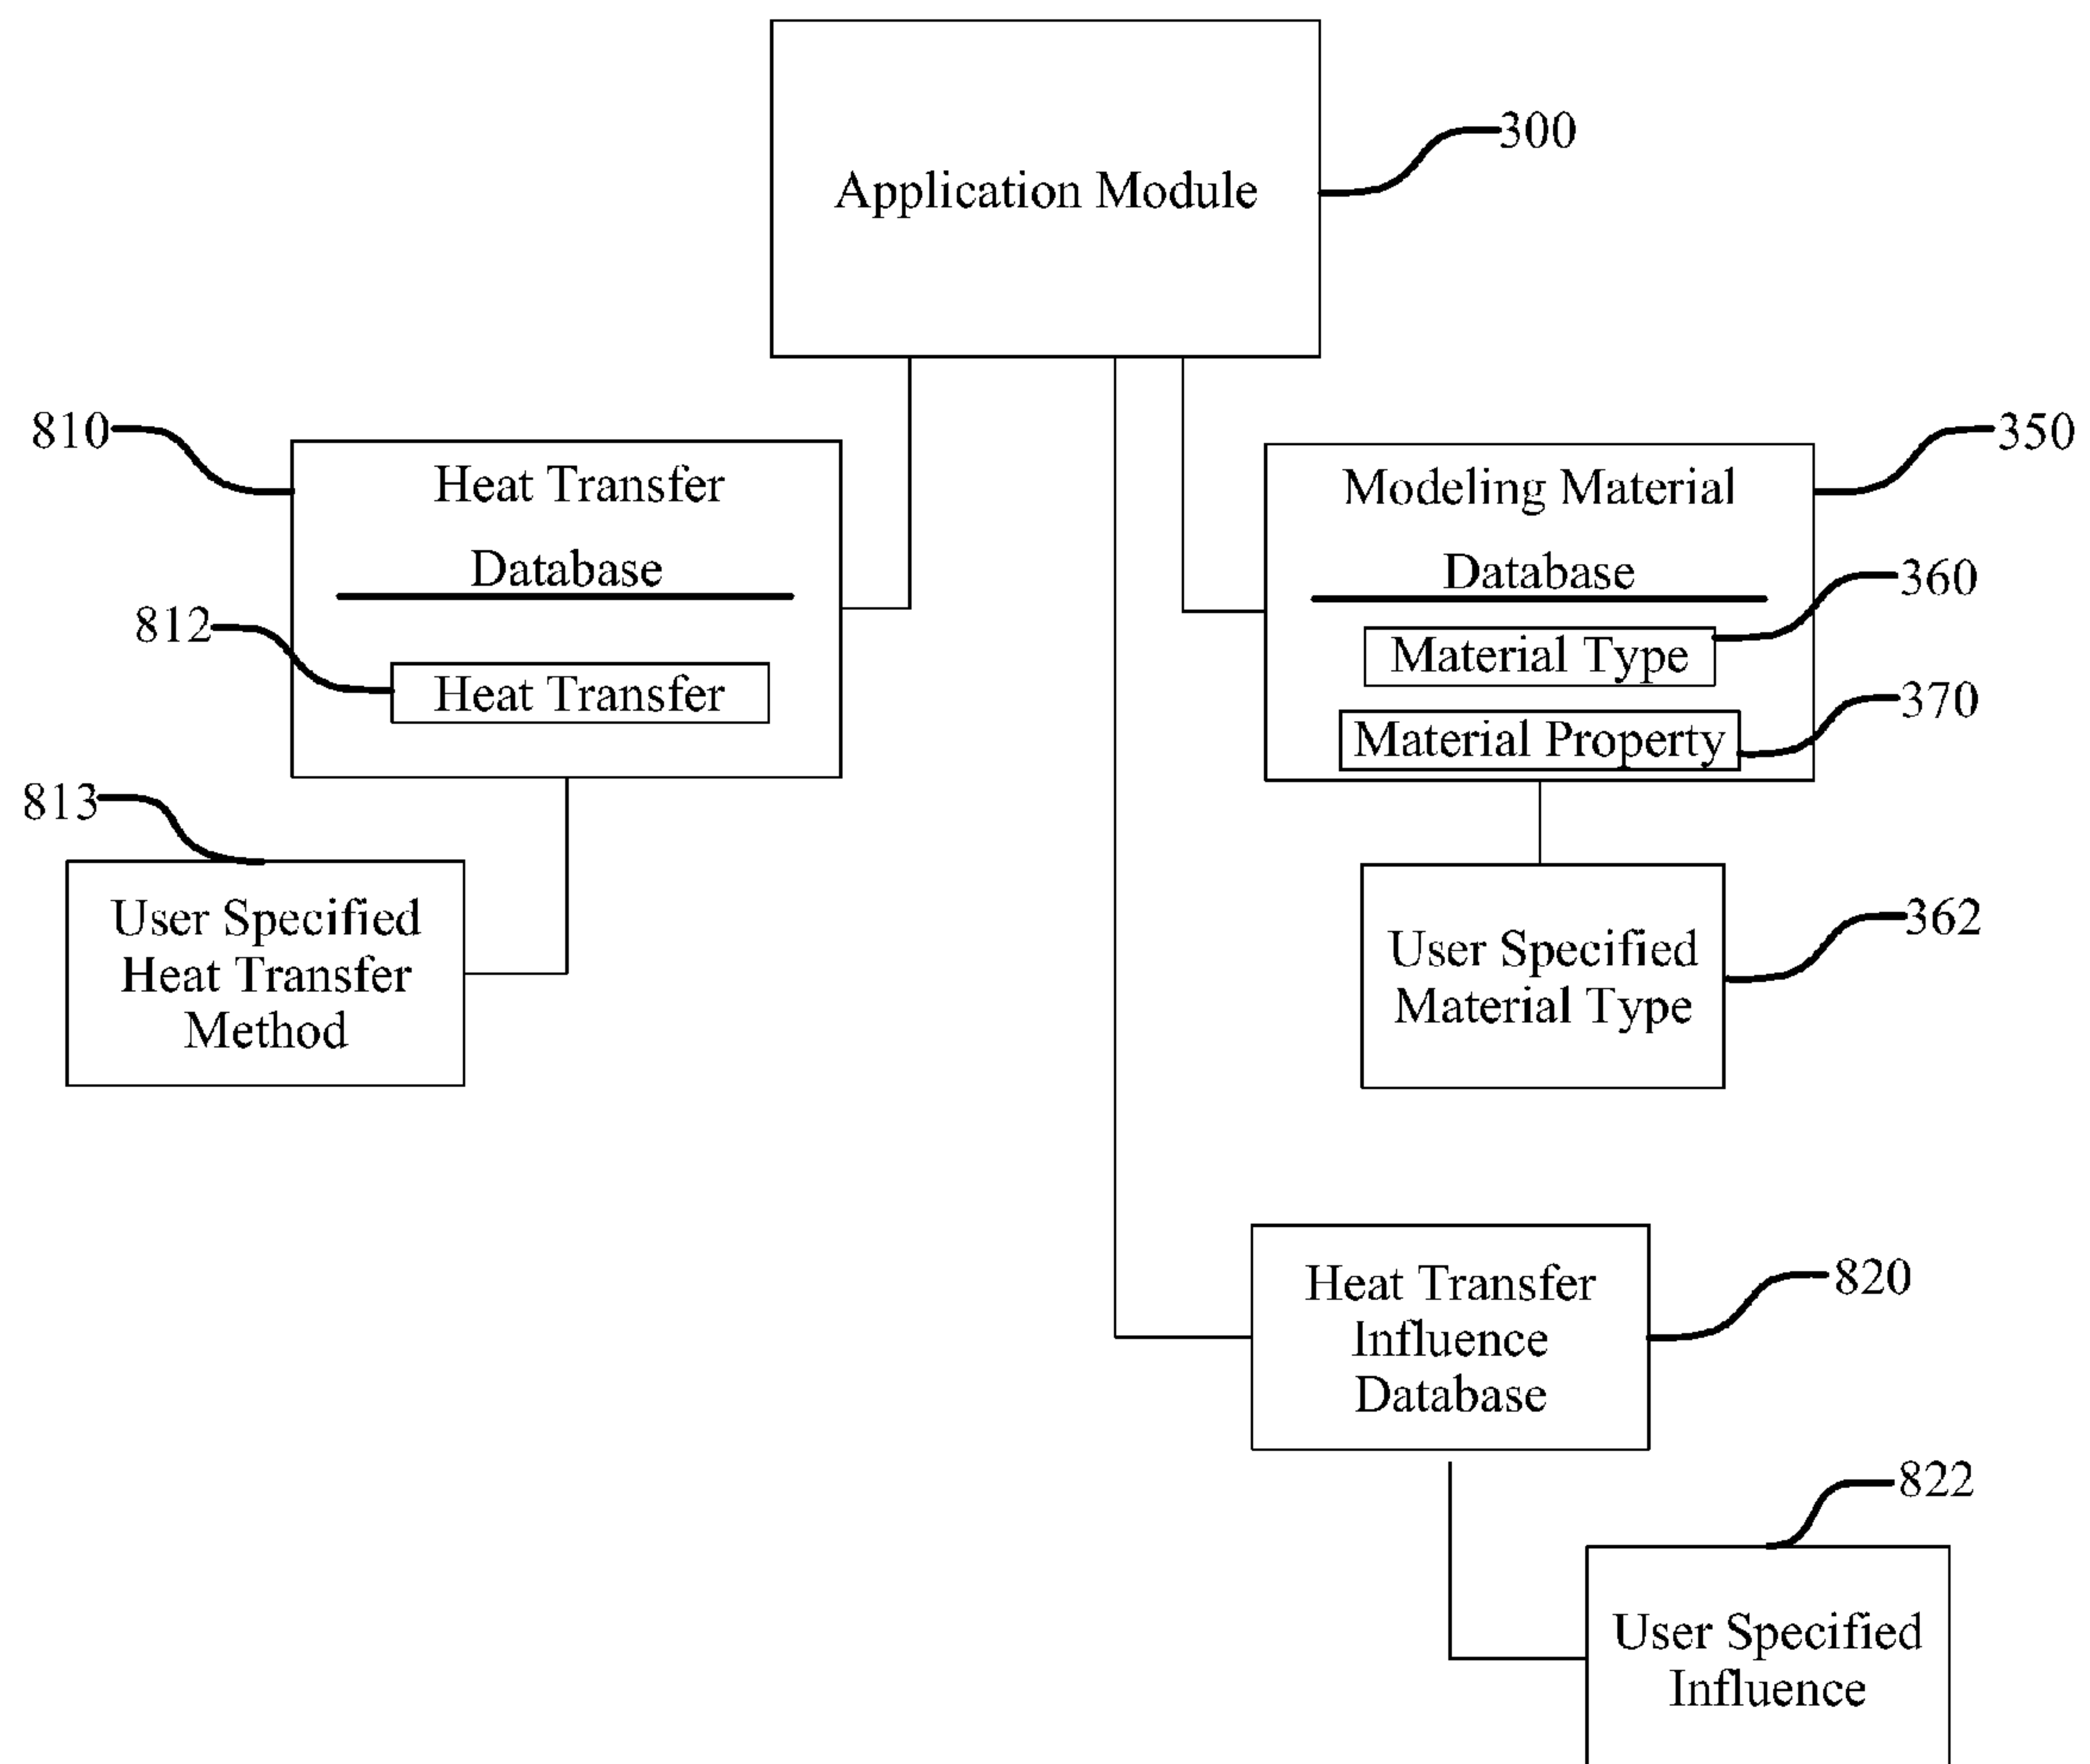 Application Module
300
810
Heat Transfer
Database
812
Heat Transfer
350
Modeling Material
Database
360
Material Type
370
Material Property
813
User Specified
Heat Transfer
Method
362
User Specified
Material Type
820
Heat Transfer
Influence
Database
822
User Specified
Influence